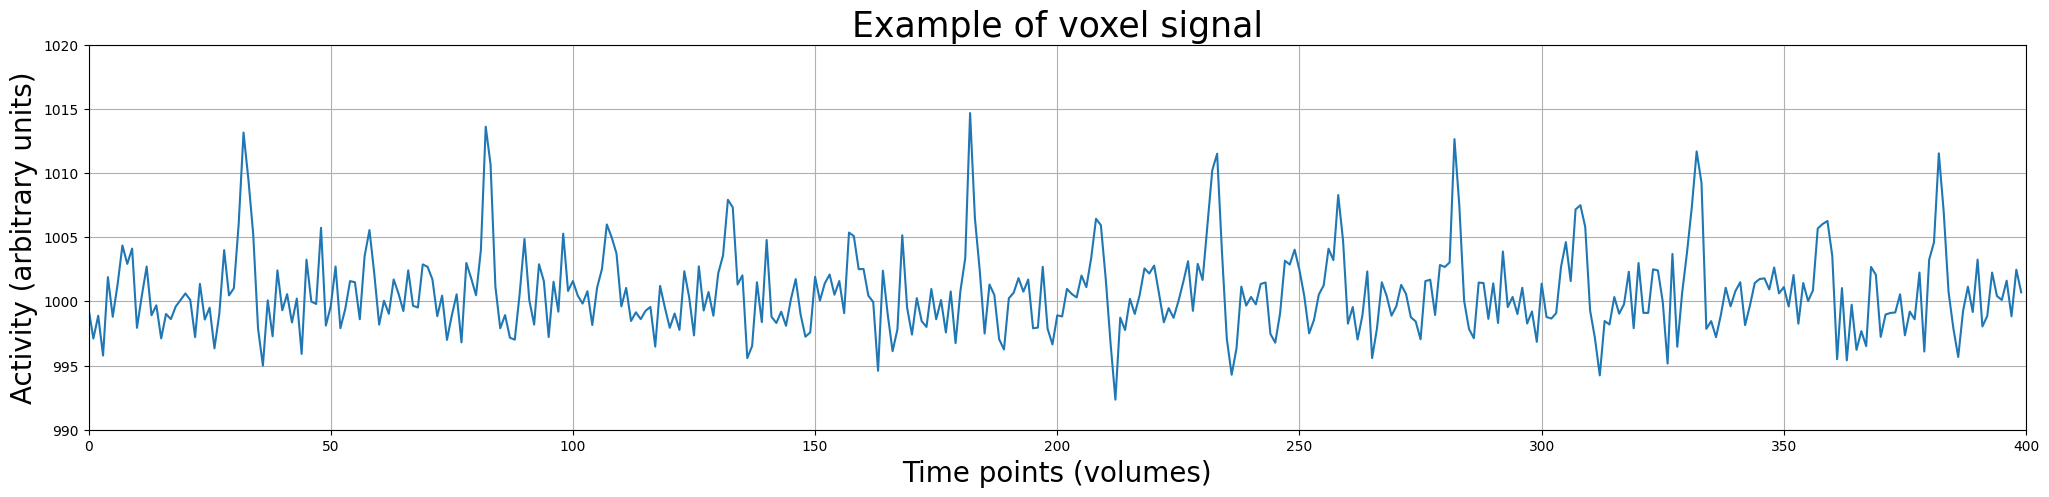 Example of voxel signal
Activity (arbitrary units)
1020
1015
1010
1005
1000
995
990
0 50 100 150 200 250 300 350 400
Time points (volumes)